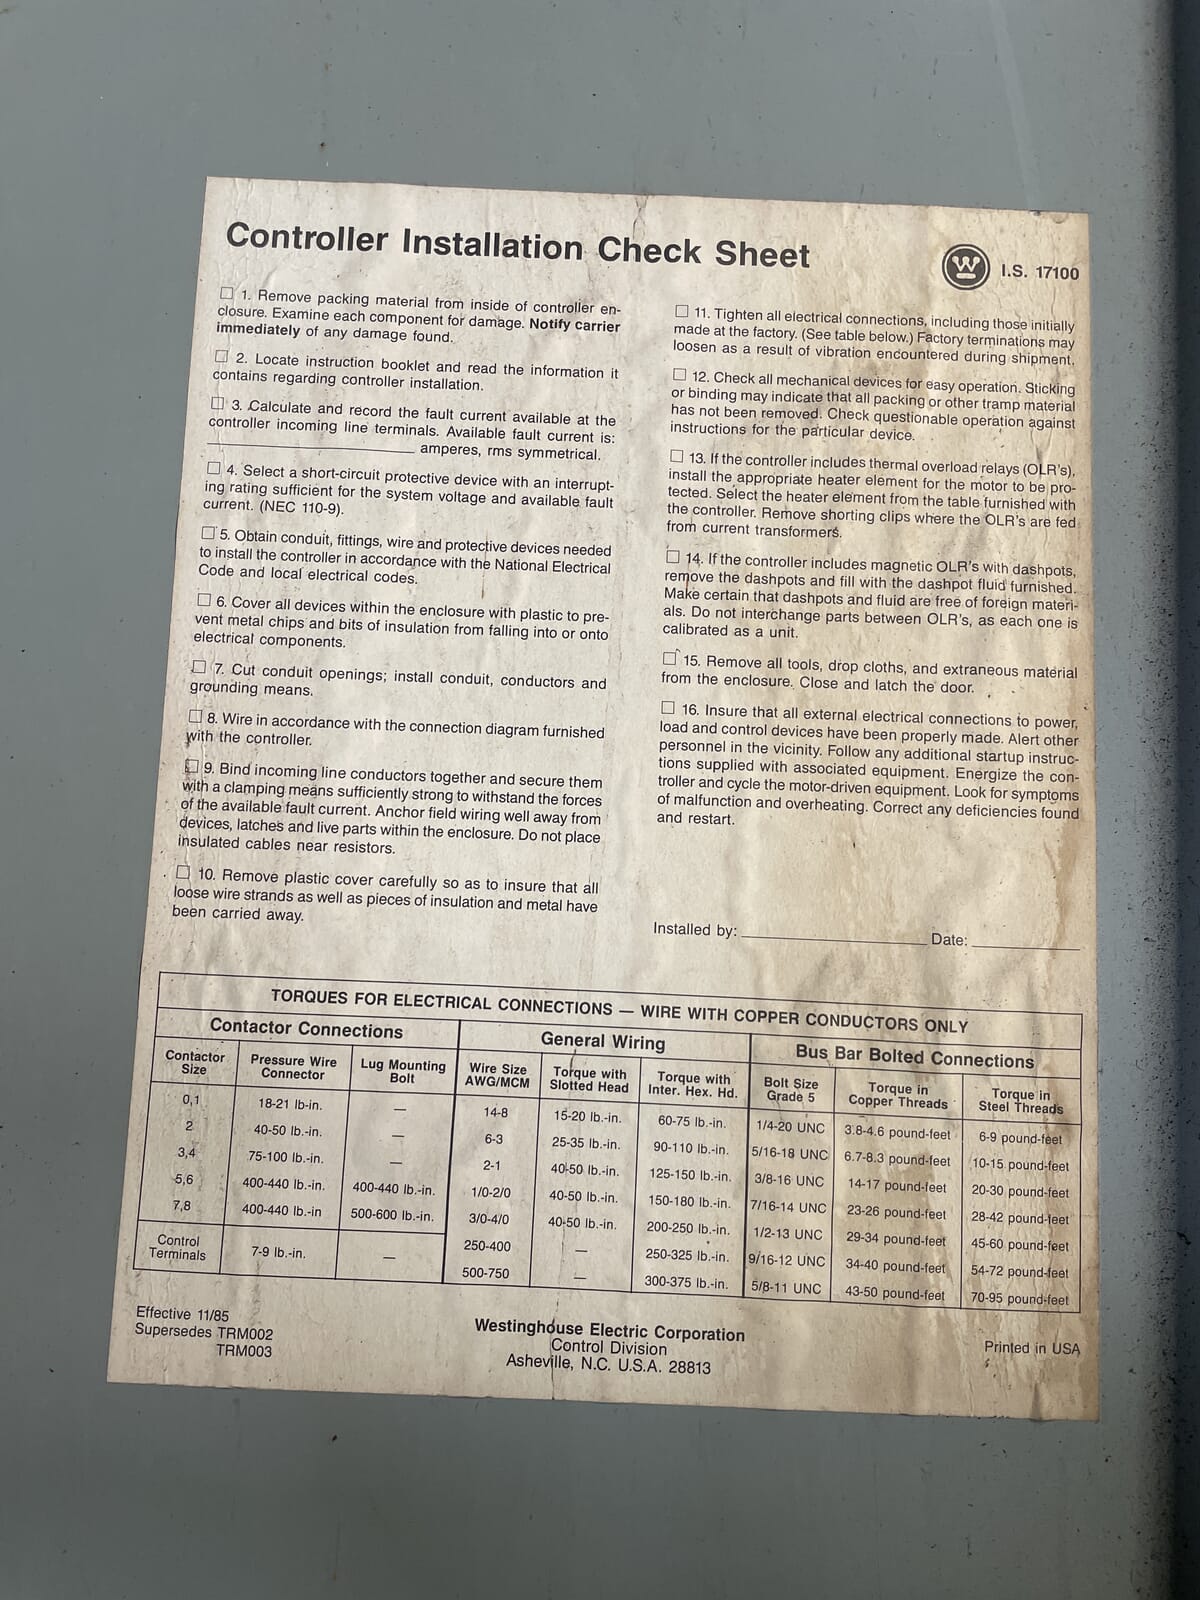 Controller Installation Check Sheet
I.S. 17100
☐ 1. Remove packing material from inside of controller en-
closure. Examine each component for damage. Notify carrier
immediately of any damage found.
☐ 2. Locate instruction booklet and read the information it
contains regarding controller installation.
☐ 3. Calculate and record the fault current available at the
controller incoming line terminals. Available fault current is:
____________________ amperes, rms symmetrical.
☐ 4. Select a short-circuit protective device with an interrupt-
ing rating sufficient for the system voltage and available fault
current. (NEC 110-9).
☐ 5. Obtain conduit, fittings, wire and protective devices needed
to install the controller in accordance with the National Electrical
Code and local electrical codes.
☐ 6. Cover all devices within the enclosure with plastic to pre-
vent metal chips and bits of insulation from falling into or onto
electrical components.
☐ 7. Cut conduit openings; install conduit, conductors and
grounding means.
☐ 8. Wire in accordance with the connection diagram furnished
with the controller.
☐ 9. Bind incoming line conductors together and secure them
with a clamping means sufficiently strong to withstand the forces
of the available fault current. Anchor field wiring well away from
devices, latches and live parts within the enclosure. Do not place
insulated cables near resistors.
☐ 10. Remove plastic cover carefully so as to insure that all
loose wire strands as well as pieces of insulation and metal have
been carried away.
☐ 11. Tighten all electrical connections, including those initially
made at the factory. (See table below.) Factory terminations may
loosen as a result of vibration encountered during shipment.
☐ 12. Check all mechanical devices for easy operation. Sticking
or binding may indicate that all packing or other tramp material
has not been removed. Check questionable operation against
instructions for the particular device.
☐ 13. If the controller includes thermal overload relays (OLR's),
install the appropriate heater element for the motor to be pro-
tected. Select the heater element from the table furnished with
the controller. Remove shorting clips where the OLR's are fed
from current transformers.
☐ 14. If the controller includes magnetic OLR's with dashpots,
remove the dashpots and fill with the dashpot fluid furnished.
Make certain that dashpots and fluid are free of foreign materi-
als. Do not interchange parts between OLR's, as each one is
calibrated as a unit.
☐ 15. Remove all tools, drop cloths, and extraneous material
from the enclosure. Close and latch the door.
☐ 16. Insure that all external electrical connections to power,
load and control devices have been properly made. Alert other
personnel in the vicinity. Follow any additional startup instruc-
tions supplied with associated equipment. Energize the con-
troller and cycle the motor-driven equipment. Look for symptoms
of malfunction and overheating. Correct any deficiencies found
and restart.
Installed by: ____________________ Date: ____________
TORQUES FOR ELECTRICAL CONNECTIONS — WIRE WITH COPPER CONDUCTORS ONLY
Contactor Connections General Wiring Bus Bar Bolted Connections
Contactor Size Pressure Wire Connector Lug Mounting Bolt Wire Size AWG/MCM Torque with Slotted Head Torque with Inter. Hex. Hd. Bolt Size Grade 5 Torque in Copper Threads Torque in Steel Threads
0,1 18-21 lb-in. — 14-8 15-20 lb.-in. 60-75 lb.-in. 1/4-20 UNC 3.8-4.6 pound-feet 6-9 pound-feet
2 40-50 lb.-in. — 6-3 25-35 lb.-in. 90-110 lb.-in. 5/16-18 UNC 6.7-8.3 pound-feet 10-15 pound-feet
3,4 75-100 lb.-in. — 2-1 40-50 lb.-in. 125-150 lb.-in. 3/8-16 UNC 14-17 pound-feet 20-30 pound-feet
5,6 400-440 lb.-in. 400-440 lb.-in. 1/0-2/0 40-50 lb.-in. 150-180 lb.-in. 7/16-14 UNC 23-26 pound-feet 28-42 pound-feet
7,8 400-440 lb.-in 500-600 lb.-in. 3/0-4/0 40-50 lb.-in. 200-250 lb.-in. 1/2-13 UNC 29-34 pound-feet 45-60 pound-feet
Control Terminals 7-9 lb.-in. — 250-400 — 250-325 lb.-in. 9/16-12 UNC 34-40 pound-feet 54-72 pound-feet
500-750 — 300-375 lb.-in. 5/8-11 UNC 43-50 pound-feet 70-95 pound-feet
Effective 11/85
Supersedes TRM002
TRM003
Westinghouse Electric Corporation
Control Division
Asheville, N.C. U.S.A. 28813
Printed in USA